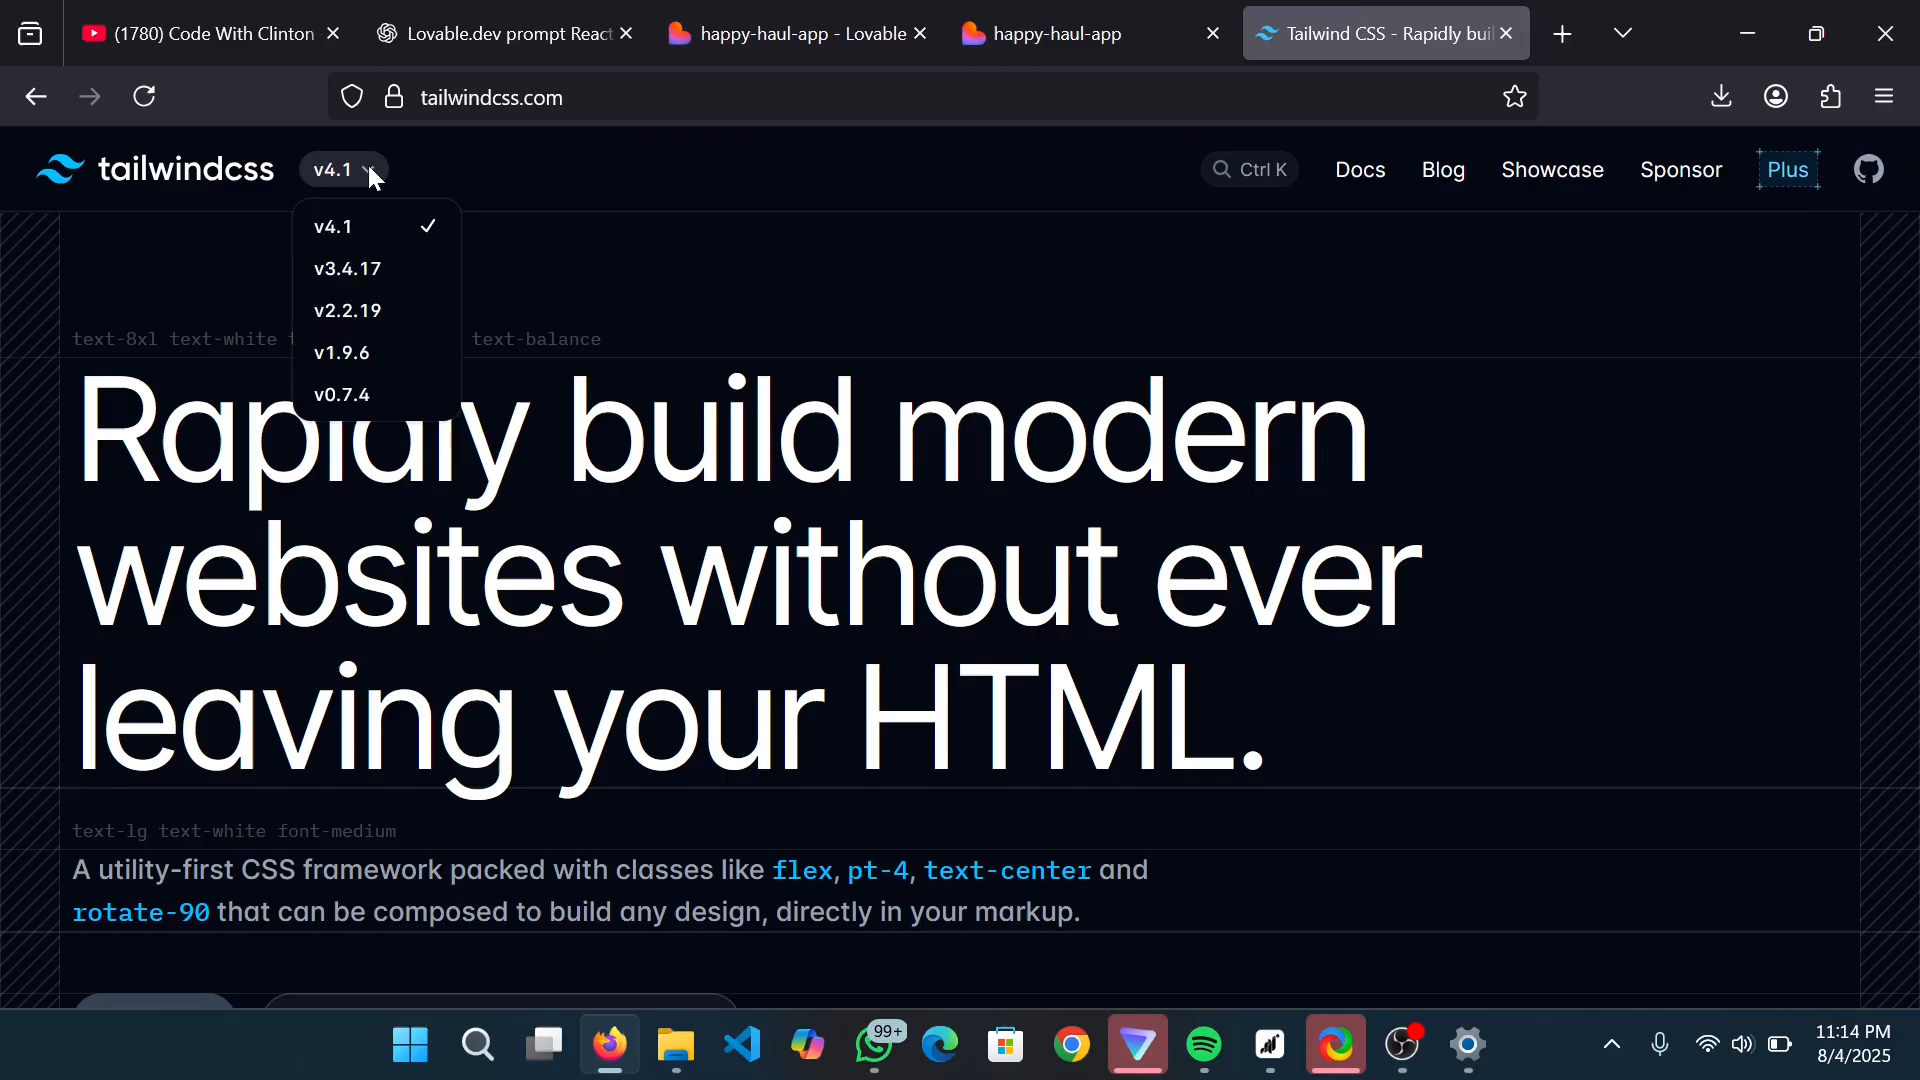 (1780) Code With Clinton
Lovable.dev prompt React
happy-haul-app - Lovable
happy-haul-app
Tailwind CSS - Rapidly buil
tailwindcss.com
tailwindcss
v4.1
Ctrl K
Docs
Blog
Showcase
Sponsor
Plus
v4.1
v3.4.17
v2.2.19
v1.9.6
v0.7.4
text-8xl text-white
text-balance
Rapidly build modern
websites without ever
leaving your HTML.
text-lg text-white font-medium
A utility-first CSS framework packed with classes like flex, pt-4, text-center and
rotate-90 that can be composed to build any design, directly in your markup.
99+
11:14 PM
8/4/2025